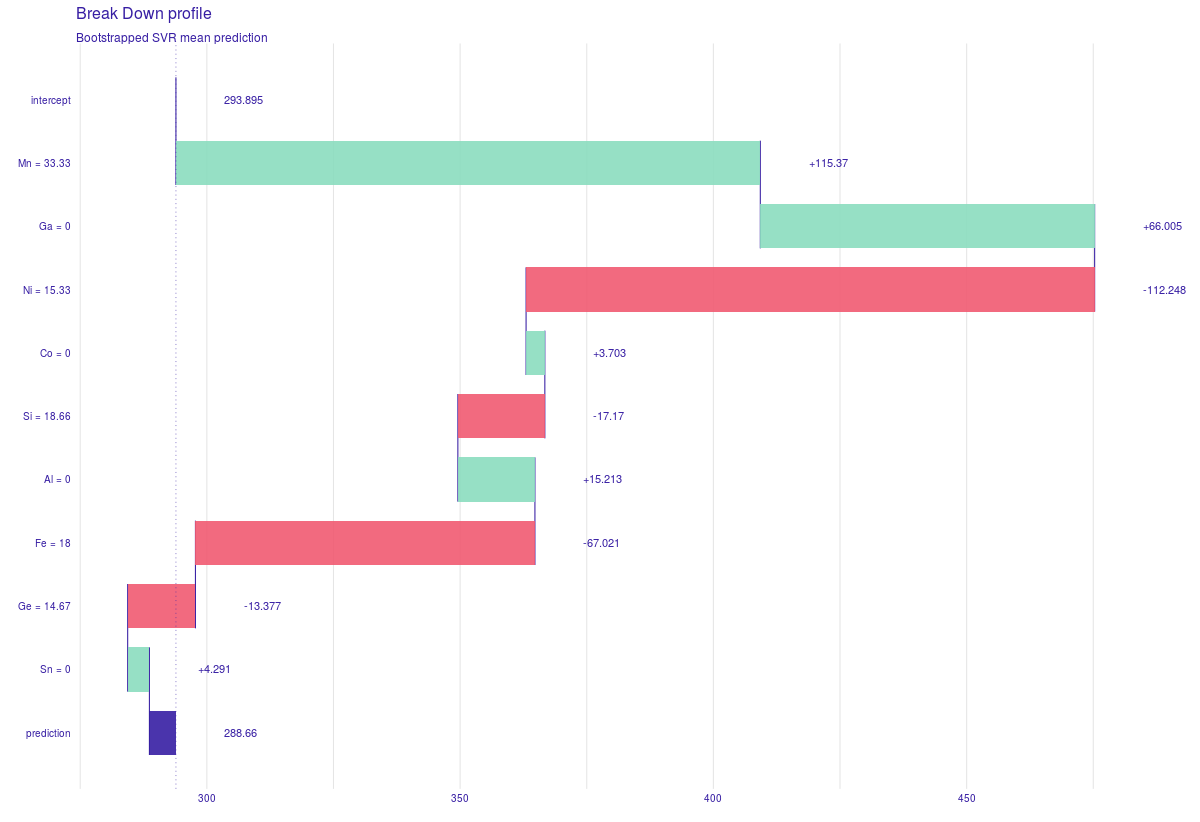 Break Down profile
Bootstrapped SVR mean prediction
intercept 293.895
Mn = 33.33 +115.37
Ga = 0 +66.005
Ni = 15.33 -112.248
Co = 0 +3.703
Si = 18.66 -17.17
Al = 0 +15.213
Fe = 18 -67.021
Ge = 14.67 -13.377
Sn = 0 +4.291
prediction 288.66
300 350 400 450